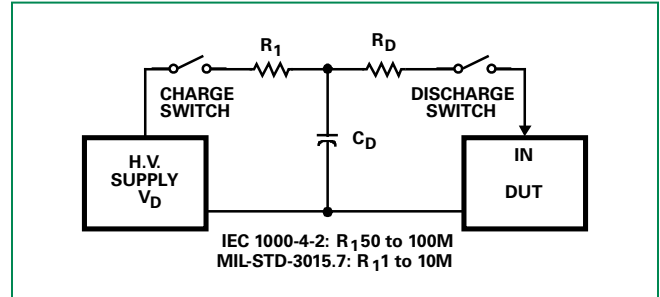 R1
RD
CHARGE
SWITCH
DISCHARGE
SWITCH
CD
H.V.
SUPPLY
VD
IN
DUT
IEC 1000-4-2: R150 to 100M
MIL-STD-3015.7: R11 to 10M